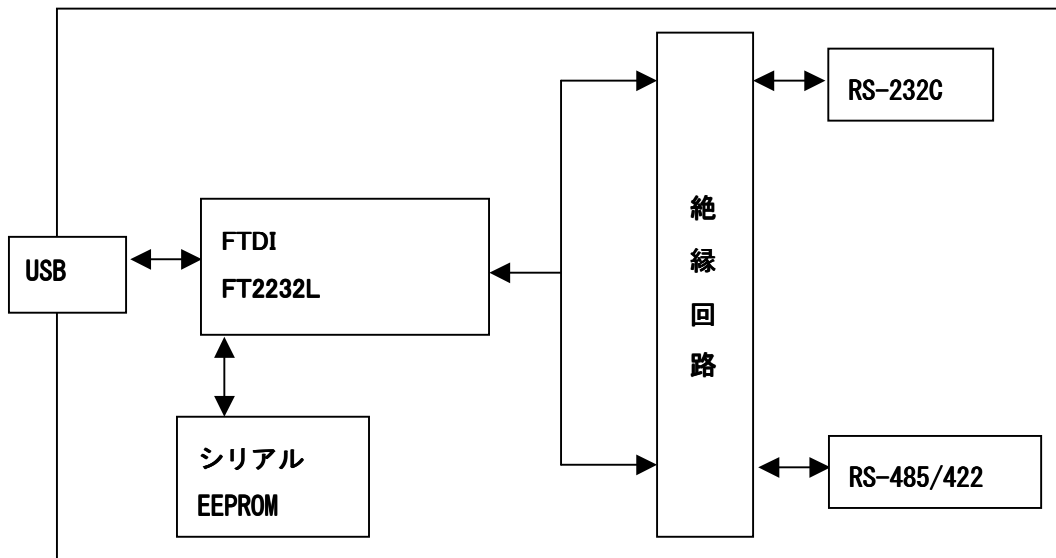 USB
FTDI
FT2232L
シリアル
EEPROM
絶
縁
回
路
RS-232C
RS-485/422